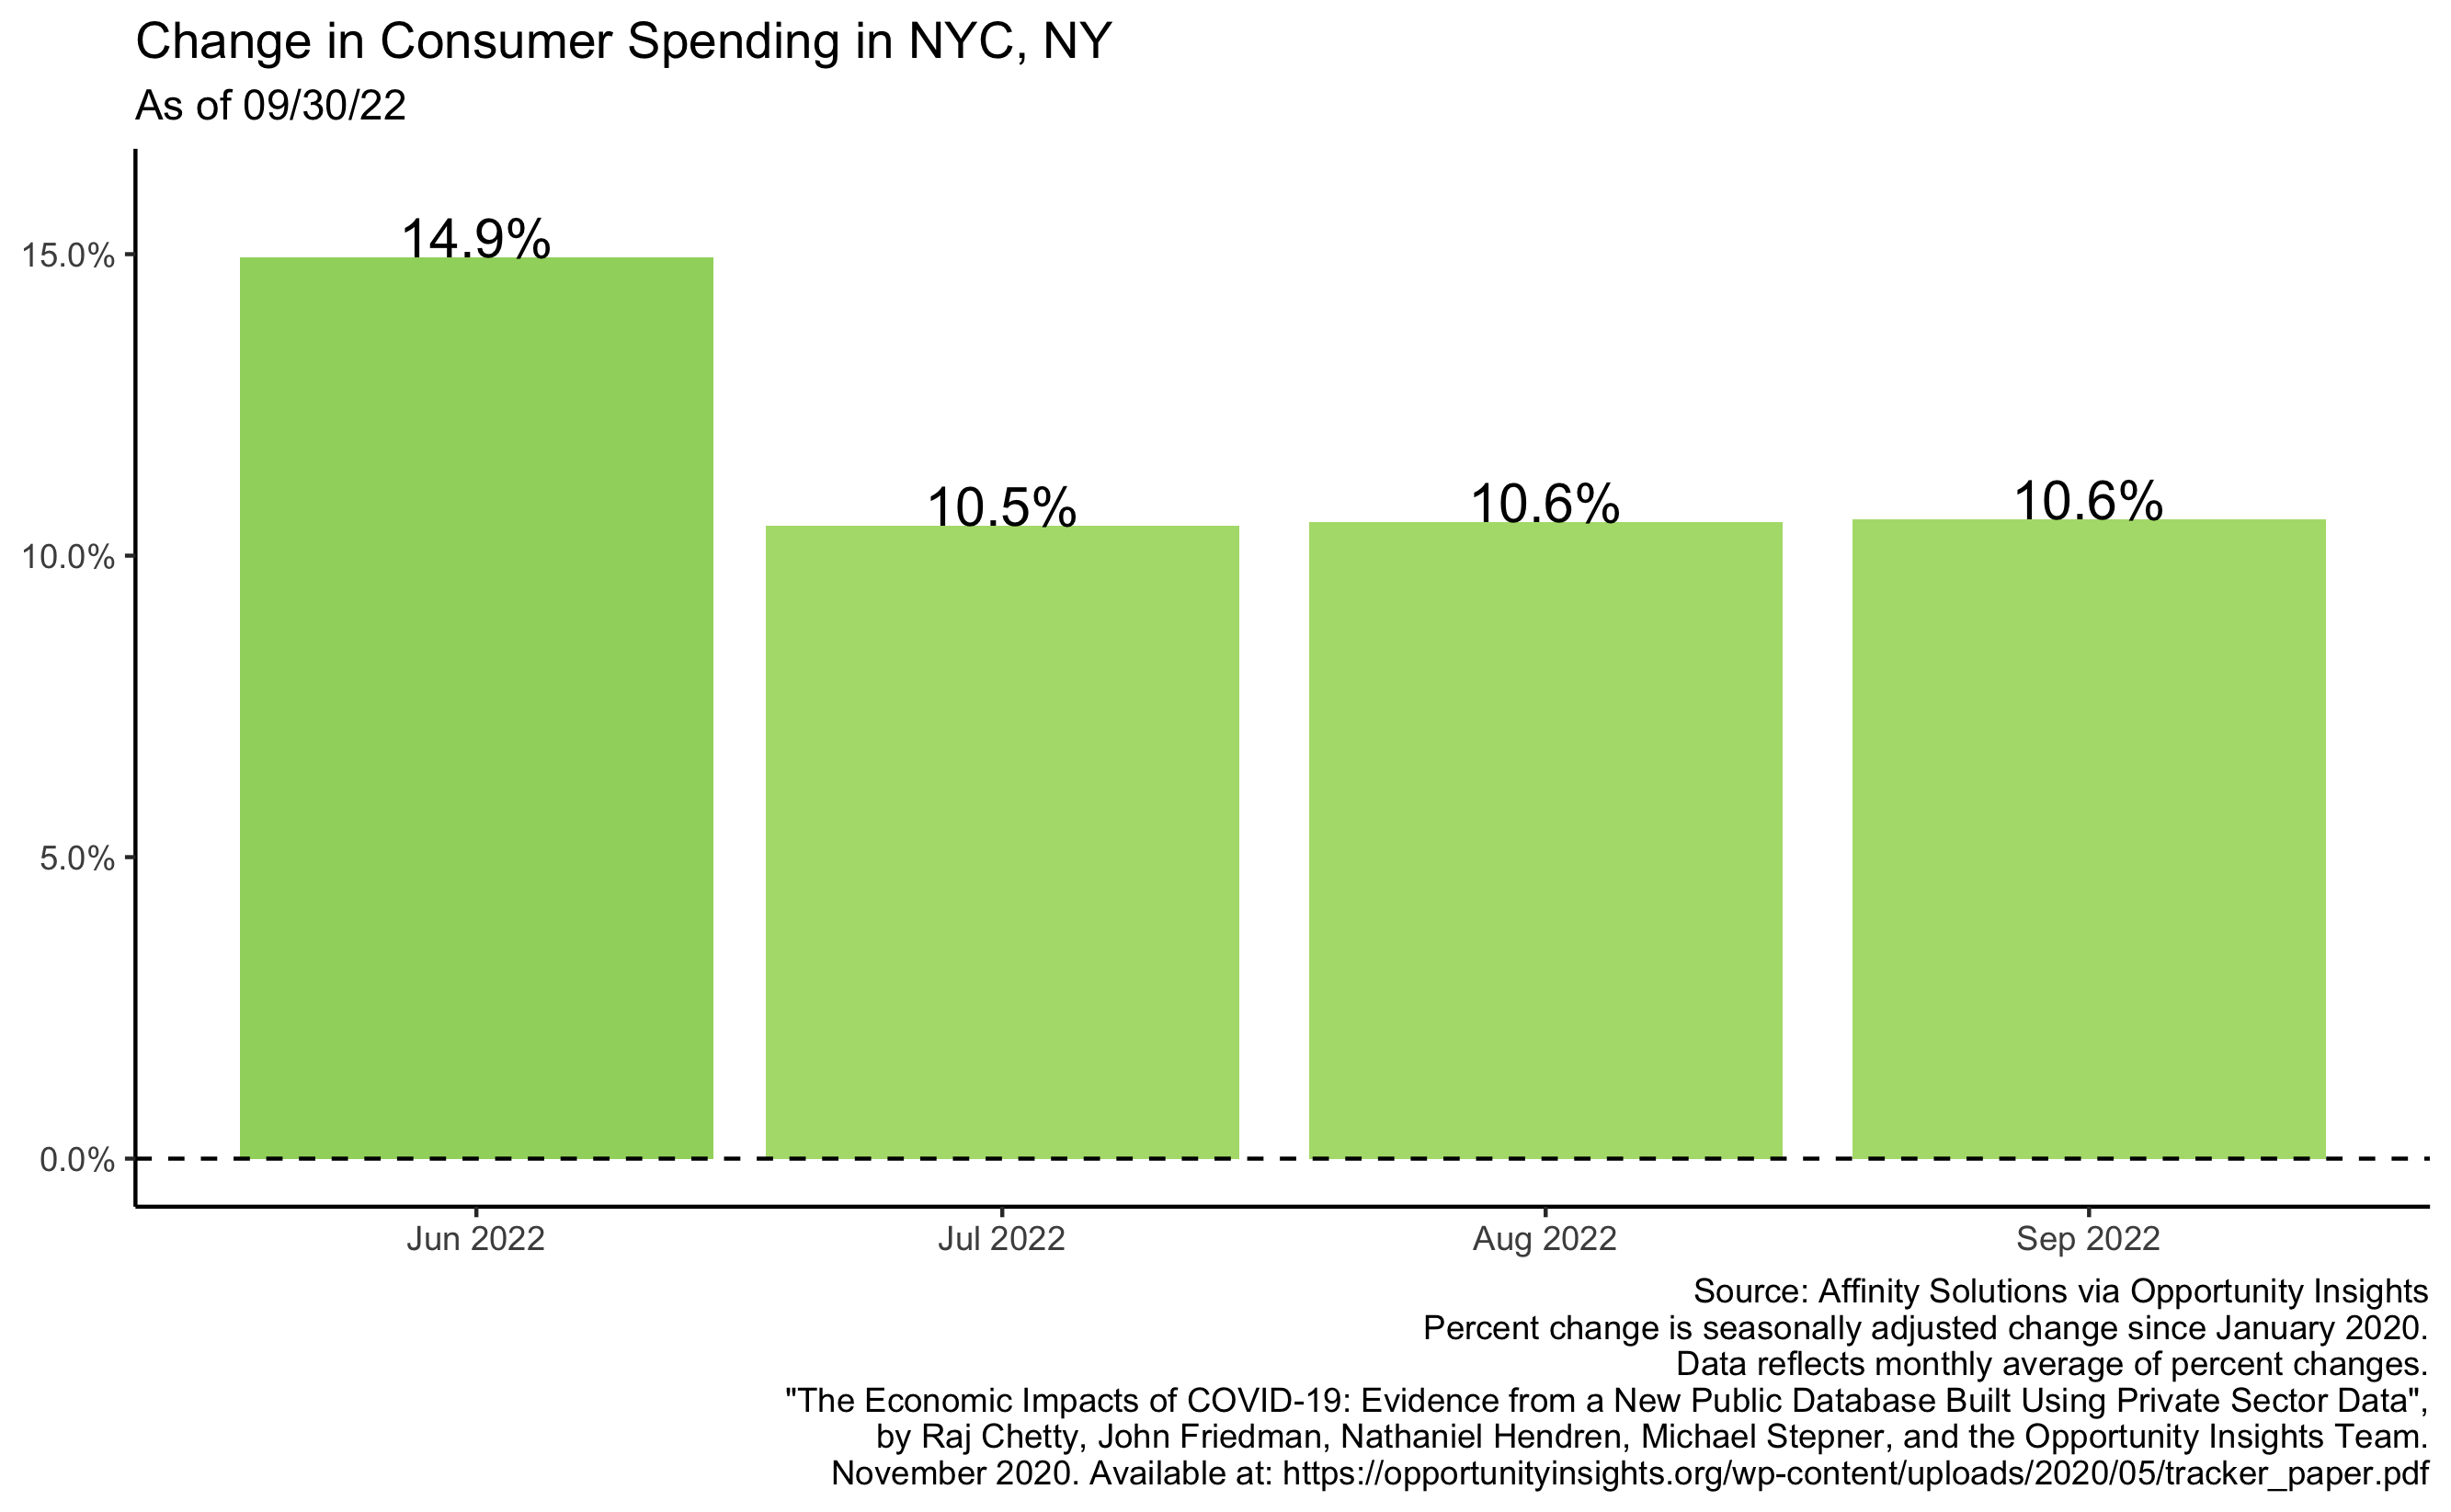 Change in Consumer Spending in NYC, NY
As of 09/30/22
15.0%
10.0%
5.0%
0.0%
14.9%
10.5%
10.6%
10.6%
Jun 2022
Jul 2022
Aug 2022
Sep 2022
Source: Affinity Solutions via Opportunity Insights
Percent change is seasonally adjusted change since January 2020.
Data reflects monthly average of percent changes.
"The Economic Impacts of COVID-19: Evidence from a New Public Database Built Using Private Sector Data",
by Raj Chetty, John Friedman, Nathaniel Hendren, Michael Stepner, and the Opportunity Insights Team.
November 2020. Available at: https://opportunityinsights.org/wp-content/uploads/2020/05/tracker_paper.pdf